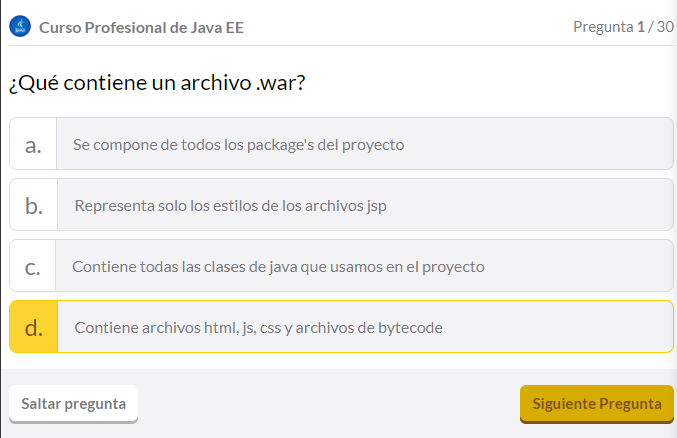 Curso Profesional de Java EE
Pregunta 1 / 30
¿Qué contiene un archivo .war?
a. Se compone de todos los package's del proyecto
b. Representa solo los estilos de los archivos jsp
c. Contiene todas las clases de java que usamos en el proyecto
d. Contiene archivos html, js, css y archivos de bytecode
Saltar pregunta
Siguiente Pregunta